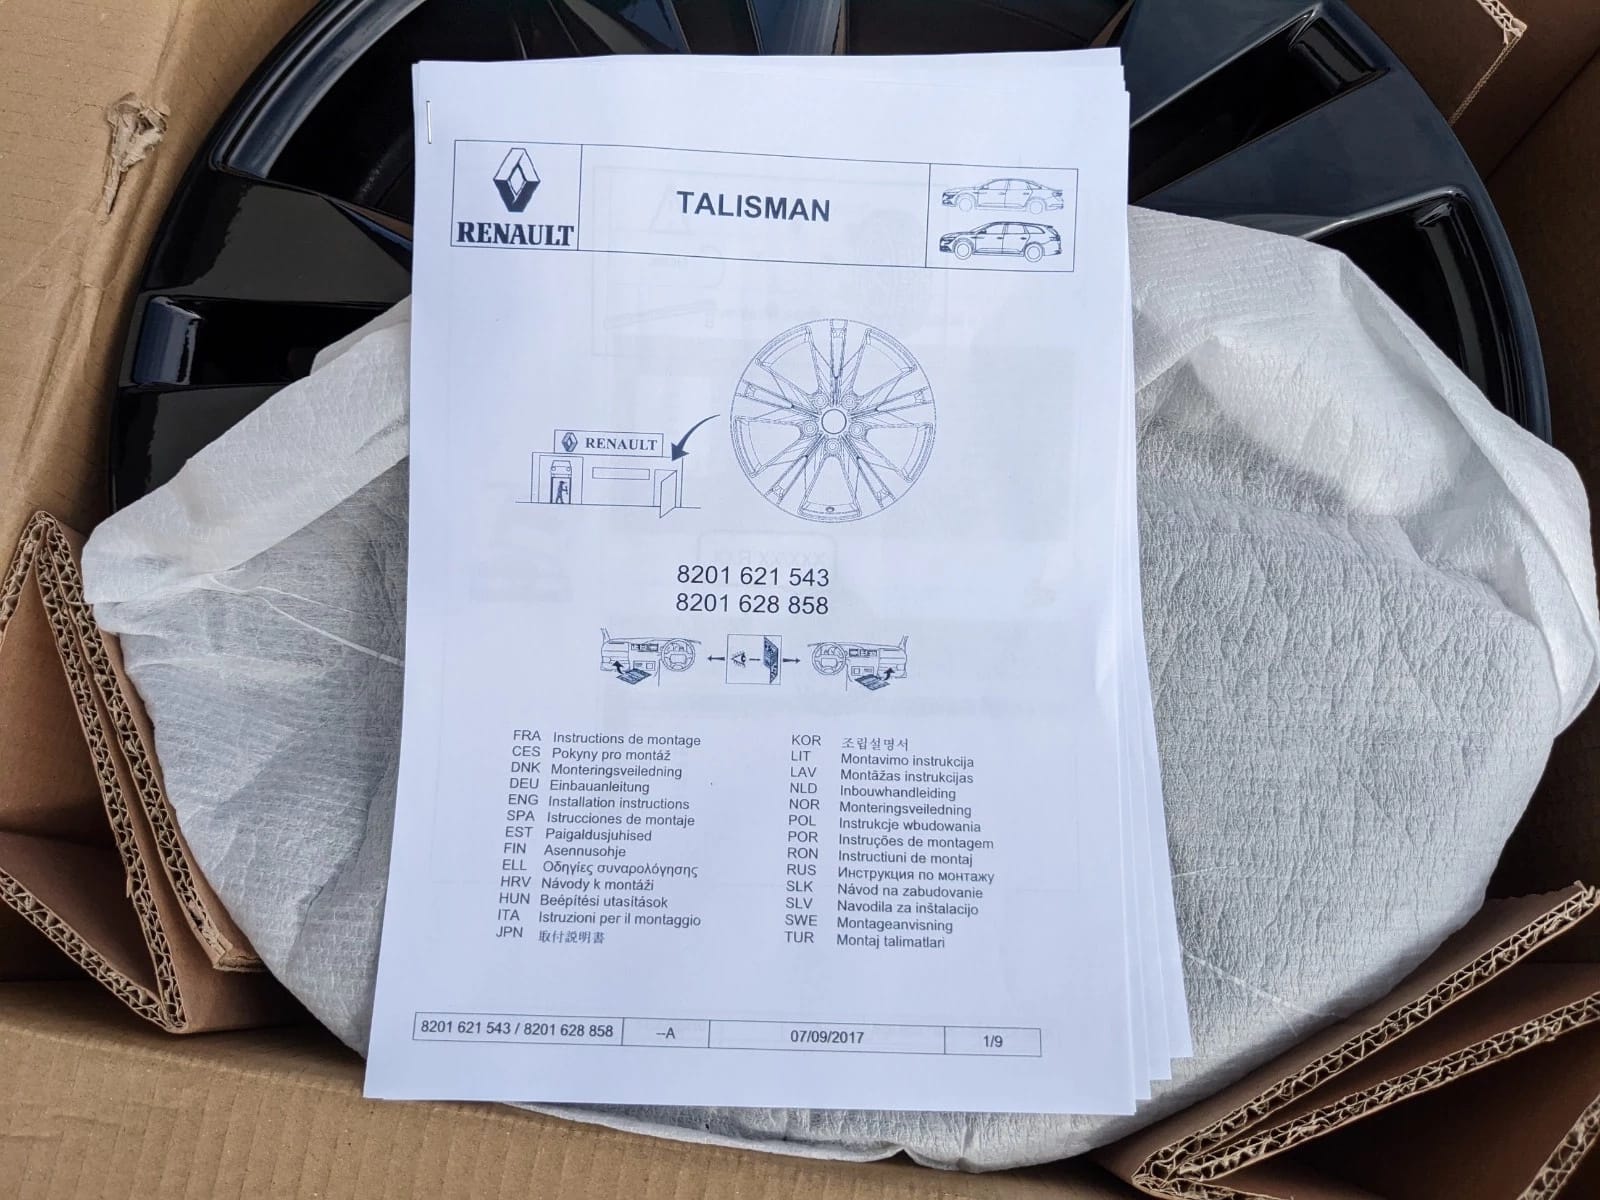 RENAULT
TALISMAN
RENAULT
8201 621 543
8201 628 858
FRA Instructions de montage
CES Pokyny pro montáž
DNK Monteringsveiledning
DEU Einbauanleitung
ENG Installation instructions
SPA Istrucciones de montaje
EST Paigaldusjuhised
FIN Asennusohje
ELL Οδηγίες συναρολόγησης
HRV Návody k montáži
HUN Beépítési utasítások
ITA Istruzioni per il montaggio
JPN 取付説明書
KOR 조립설명서
LIT Montavimo instrukcija
LAV Montāžas instrukcijas
NLD Inbouwhandleiding
NOR Monteringsveiledning
POL Instrukcje wbudowania
POR Instruções de montagem
RON Instructiuni de montaj
RUS Инструкция по монтажу
SLK Návod na zabudovanie
SLV Navodila za inštalacijo
SWE Montageanvisning
TUR Montaj talimatlari
8201 621 543 / 8201 628 858 --A 07/09/2017 1/9